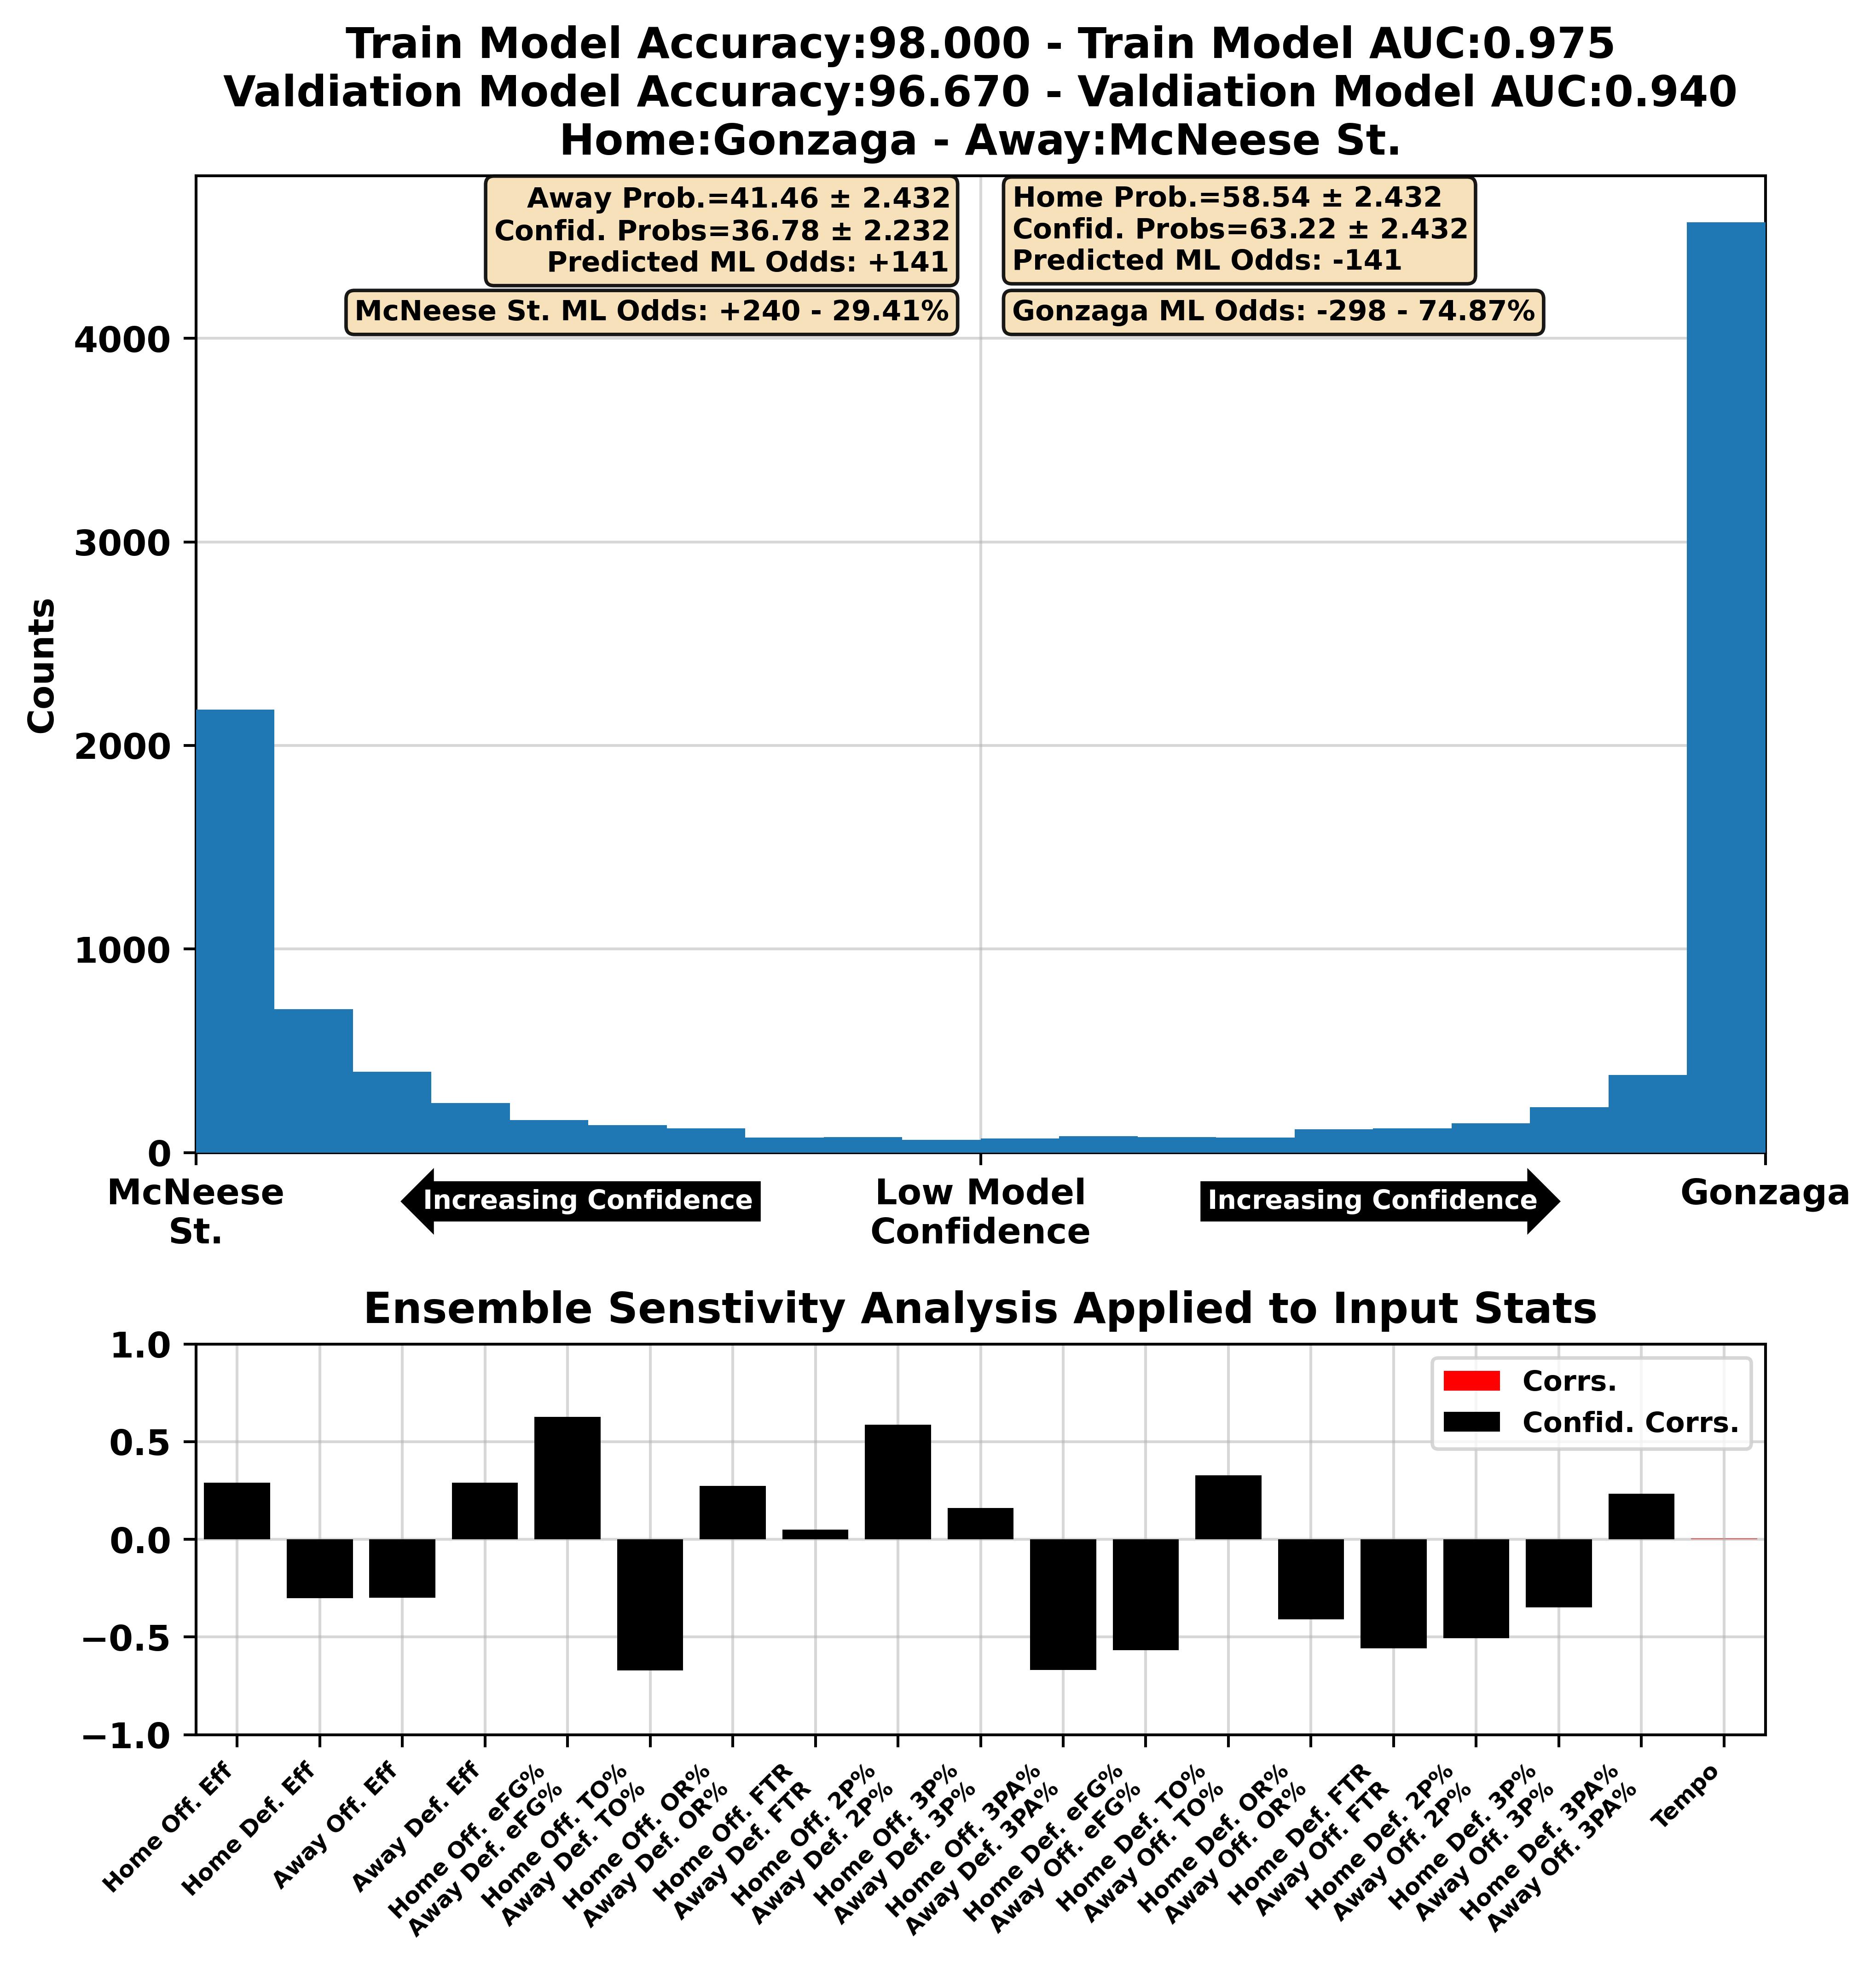 Train Model Accuracy:98.000 - Train Model AUC:0.975
Valdiation Model Accuracy:96.670 - Valdiation Model AUC:0.940
Home:Gonzaga - Away:McNeese St.
Away Prob.=41.46 ± 2.432
Confid. Probs=36.78 ± 2.232
Predicted ML Odds: +141
McNeese St. ML Odds: +240 - 29.41%
Home Prob.=58.54 ± 2.432
Confid. Probs=63.22 ± 2.432
Predicted ML Odds: -141
Gonzaga ML Odds: -298 - 74.87%
Counts
4000
3000
2000
1000
0
McNeese
St.
Increasing Confidence
Low Model
Confidence
Increasing Confidence
Gonzaga
Ensemble Senstivity Analysis Applied to Input Stats
1.0
0.5
0.0
−0.5
−1.0
Corrs.
Confid. Corrs.
Home Off. Eff
Home Def. Eff
Away Off. Eff
Away Def. Eff
Home Off. eFG%
Away Def. eFG%
Home Off. TO%
Away Def. TO%
Home Off. OR%
Away Def. OR%
Home Off. FTR
Away Def. FTR
Home Off. 2P%
Away Def. 2P%
Home Off. 3P%
Away Def. 3P%
Home Off. 3PA%
Away Def. 3PA%
Home Def. eFG%
Away Off. eFG%
Home Def. TO%
Away Off. TO%
Home Def. OR%
Away Off. OR%
Home Def. FTR
Away Off. FTR
Home Def. 2P%
Away Off. 2P%
Home Def. 3P%
Away Off. 3P%
Home Def. 3PA%
Away Off. 3PA%
Tempo